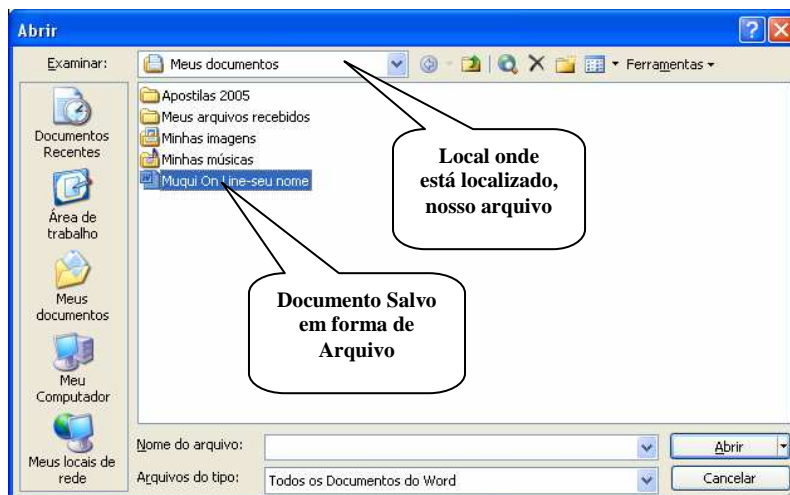 Abrir
Examinar:
Meus documentos
Ferramentas
Apostilas 2005
Meus arquivos recebidos
Minhas imagens
Minhas músicas
Muqui On Line-seu nome
Documentos
Recentes
Área de
trabalho
Meus
documentos
Meu
Computador
Meus locais de
rede
Local onde
está localizado,
nosso arquivo
Documento Salvo
em forma de
Arquivo
Nome do arquivo:
Abrir
Arquivos do tipo:
Todos os Documentos do Word
Cancelar